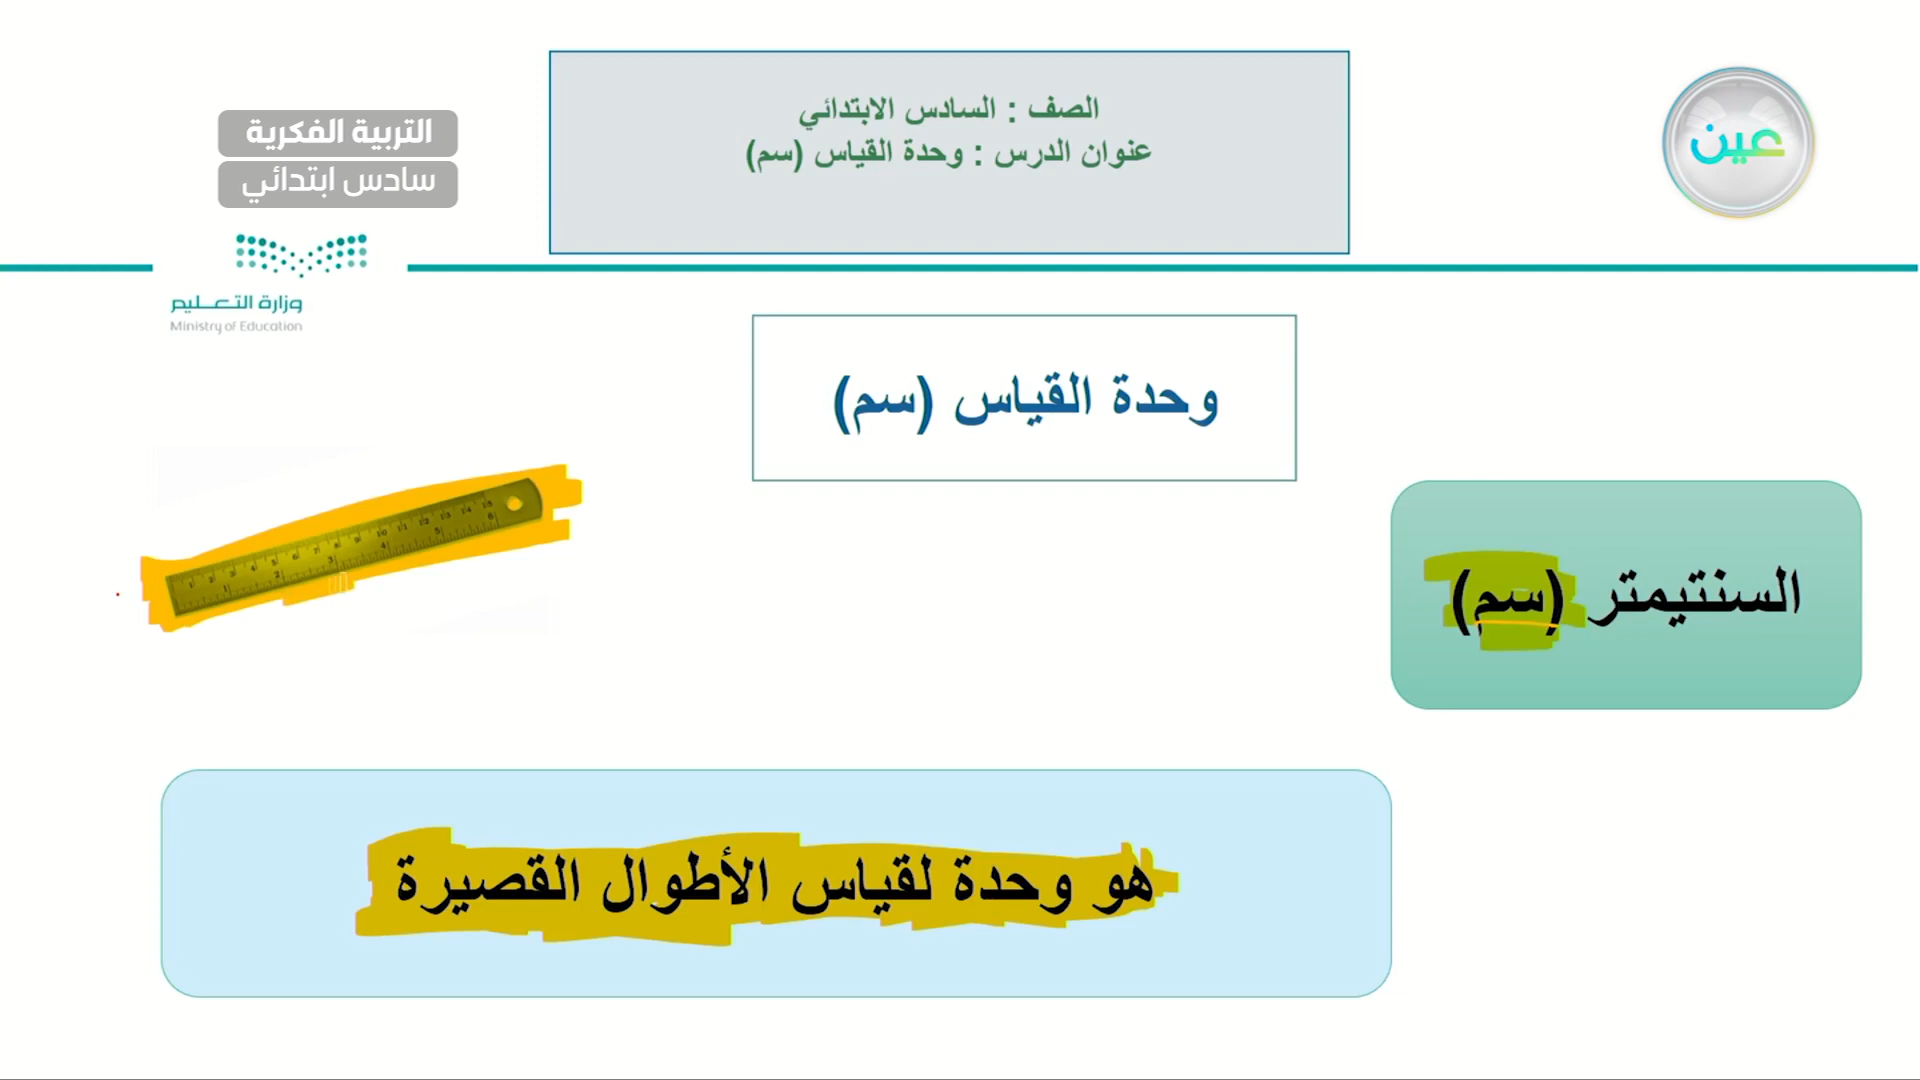 الصف : السادس الابتدائي
عنوان الدرس : وحدة القياس (سم)
عين
التربية الفكرية
سادس ابتدائي
وزارة التعليم
Ministry of Education
وحدة القياس (سم)
السنتيمتر (سم)
هو وحدة لقياس الأطوال القصيرة